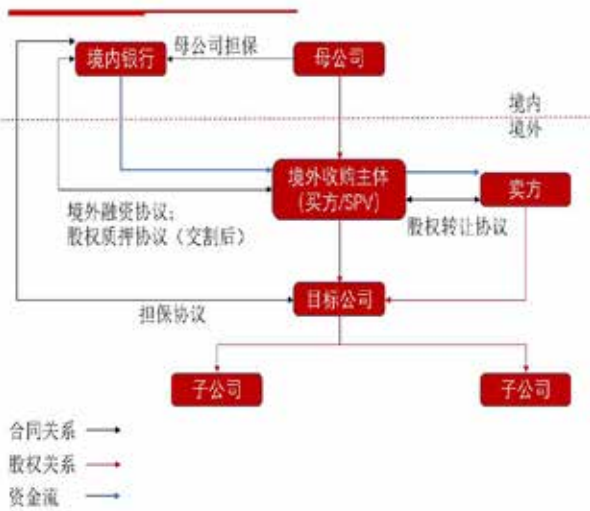 母公司担保
境内银行
母公司
境内
境外
境外收购主体
(买方/SPV)
卖方
境外融资协议;
股权质押协议（交割后）
股权转让协议
目标公司
担保协议
子公司
子公司
合同关系
股权关系
资金流